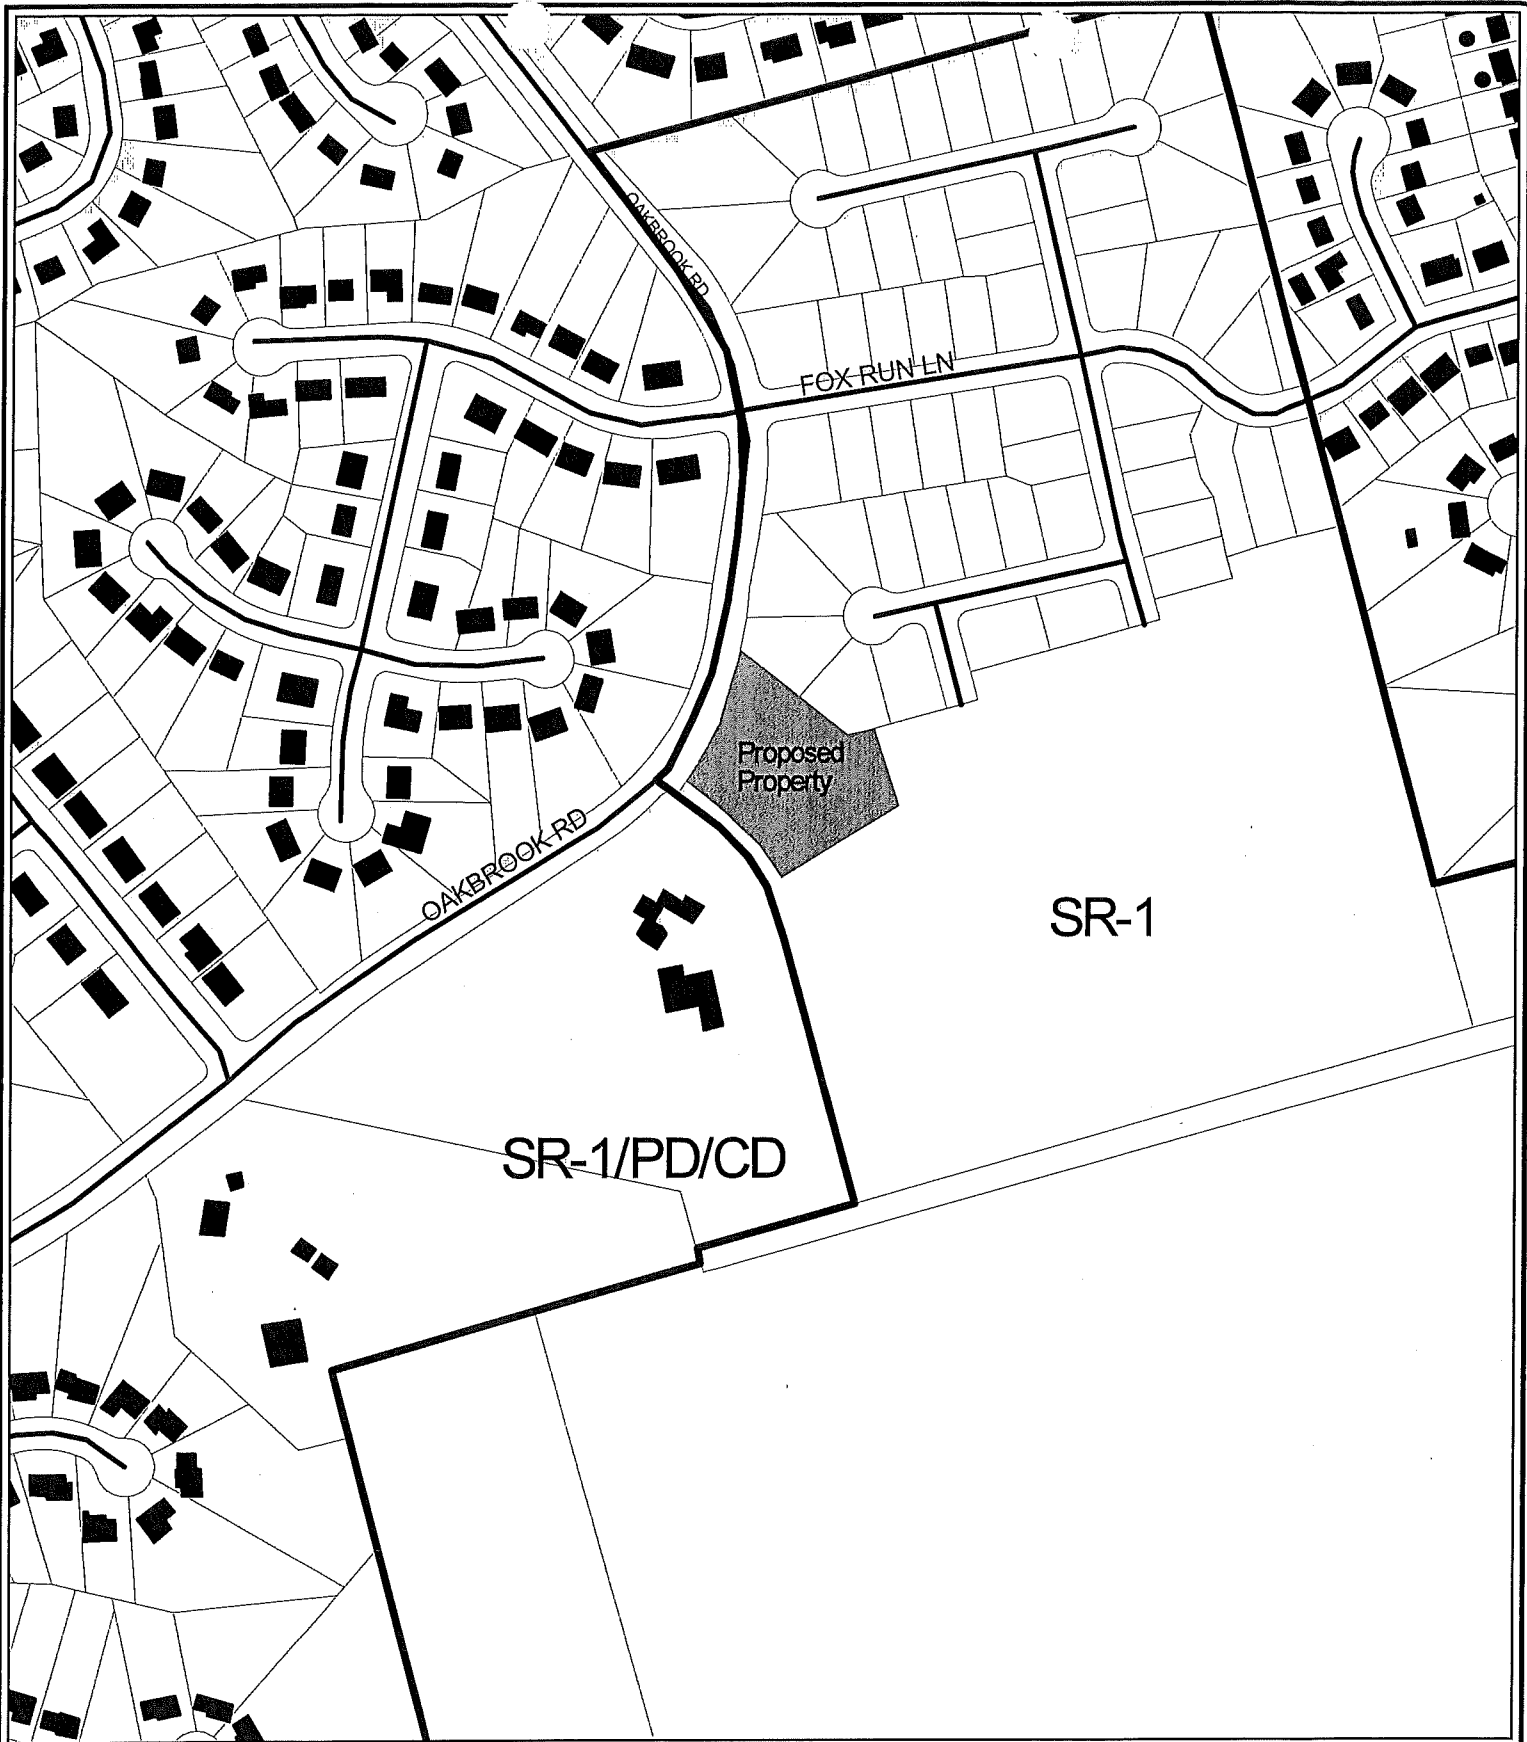 OAKBROOK RD
FOX RUN LN
Proposed
Property
OAKBROOK RD
SR-1
SR-1/PD/CD